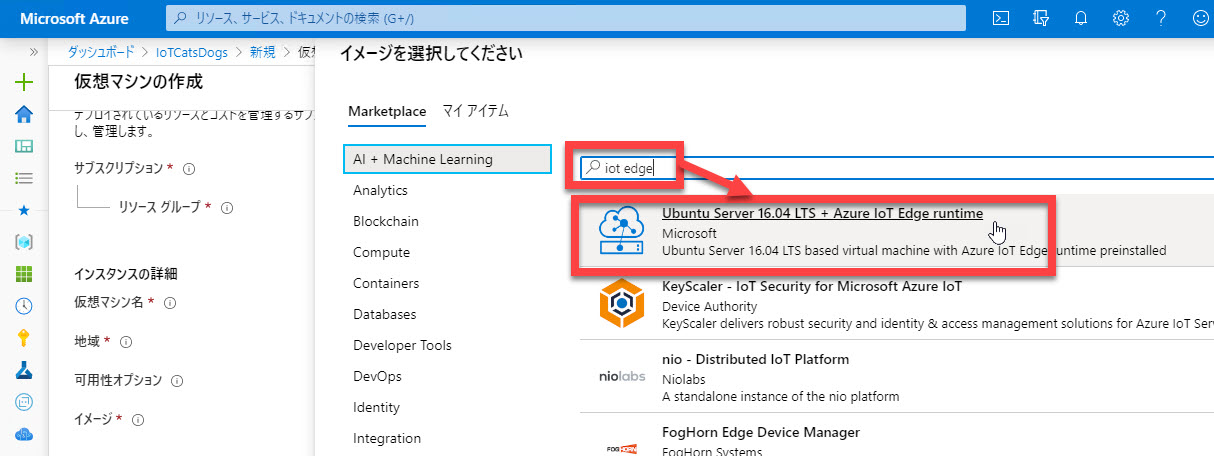 Microsoft Azure
リソース、サービス、ドキュメントの検索 (G+/)
ダッシュボード > IoTCatsDogs > 新規 > 仮想
仮想マシンの作成
デプロイされているリソースとコストを管理するサブス
し、管理します。
サブスクリプション *
リソース グループ *
インスタンスの詳細
仮想マシン名 *
地域 *
可用性オプション
イメージ *
イメージを選択してください
Marketplace マイ アイテム
AI + Machine Learning
Analytics
Blockchain
Compute
Containers
Databases
Developer Tools
DevOps
Identity
Integration
iot edge
Ubuntu Server 16.04 LTS + Azure IoT Edge runtime
Microsoft
Ubuntu Server 16.04 LTS based virtual machine with Azure IoT Edge runtime preinstalled
KeyScaler - IoT Security for Microsoft Azure IoT
Device Authority
KeyScaler delivers robust security and identity & access management solutions for Azure IoT Serv
niolabs
nio - Distributed IoT Platform
Niolabs
A standalone instance of the nio platform
FOGHORN
FogHorn Edge Device Manager
FogHorn Systems